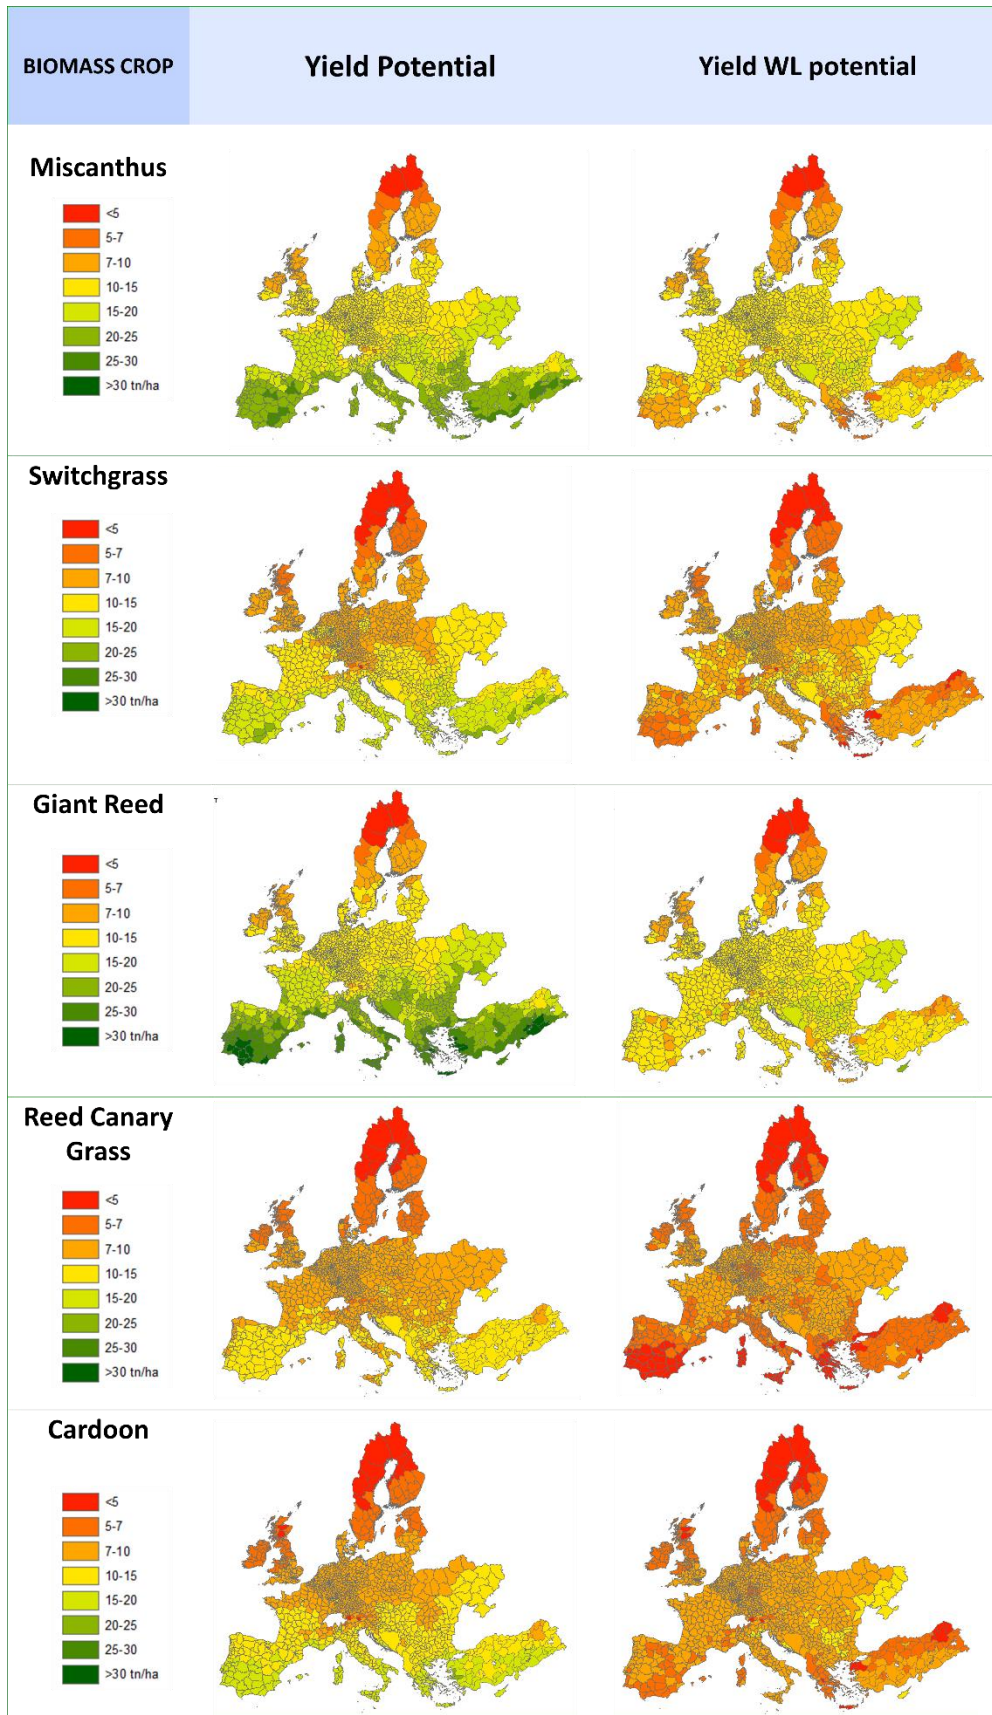 BIOMASS CROP
Yield Potential
Yield WL potential
Miscanthus
<5
5-7
7-10
10-15
15-20
20-25
25-30
>30 tn/ha
Switchgrass
<5
5-7
7-10
10-15
15-20
20-25
25-30
>30 tn/ha
Giant Reed
T
<5
5-7
7-10
10-15
15-20
20-25
25-30
>30 tn/ha
Reed Canary
Grass
<5
5-7
7-10
10-15
15-20
20-25
25-30
>30 tn/ha
Cardoon
<5
5-7
7-10
10-15
15-20
20-25
25-30
>30 tn/ha